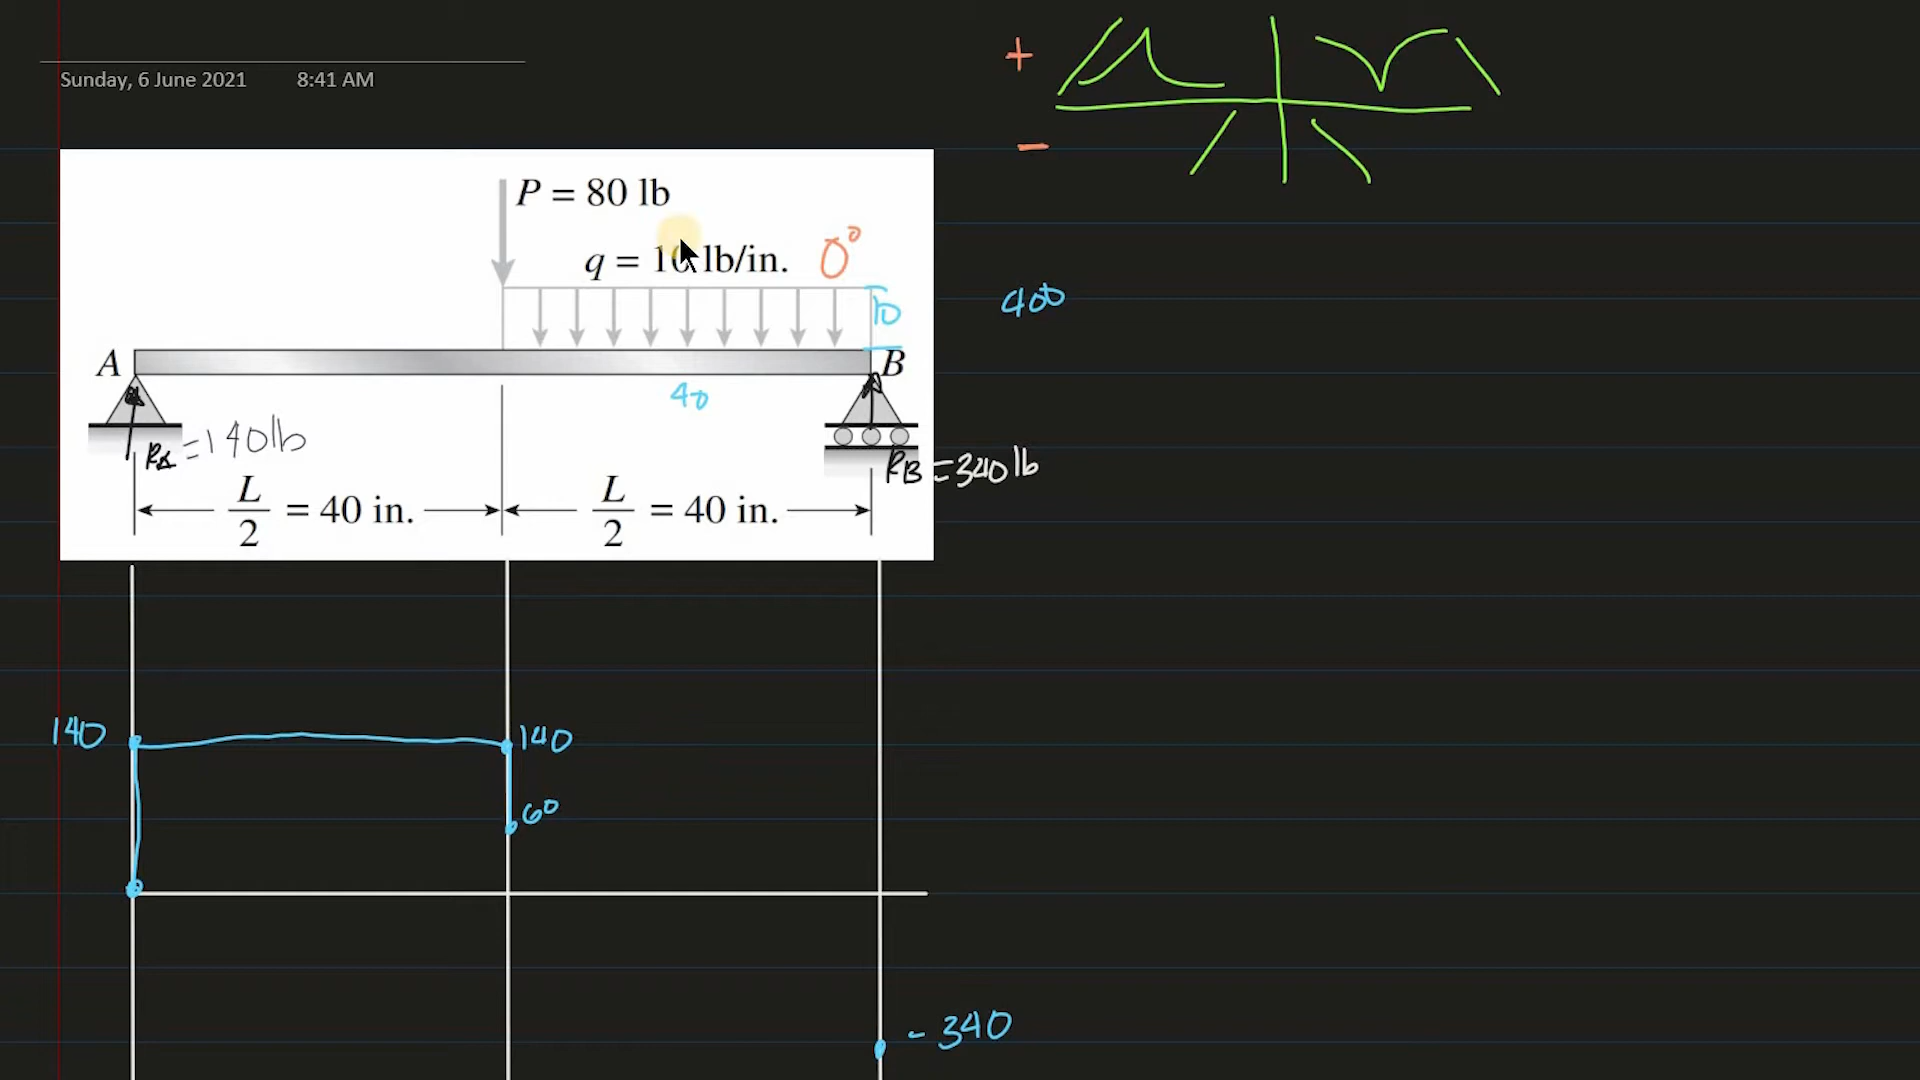 Sunday, 6 June 2021 8:41 AM
+
-
P = 80 lb
q = 10 lb/in. 0°
10
400
A
B
40
RA = 140 lb
RB = 340 lb
L/2 = 40 in.
L/2 = 40 in.
140
140
60
- 340